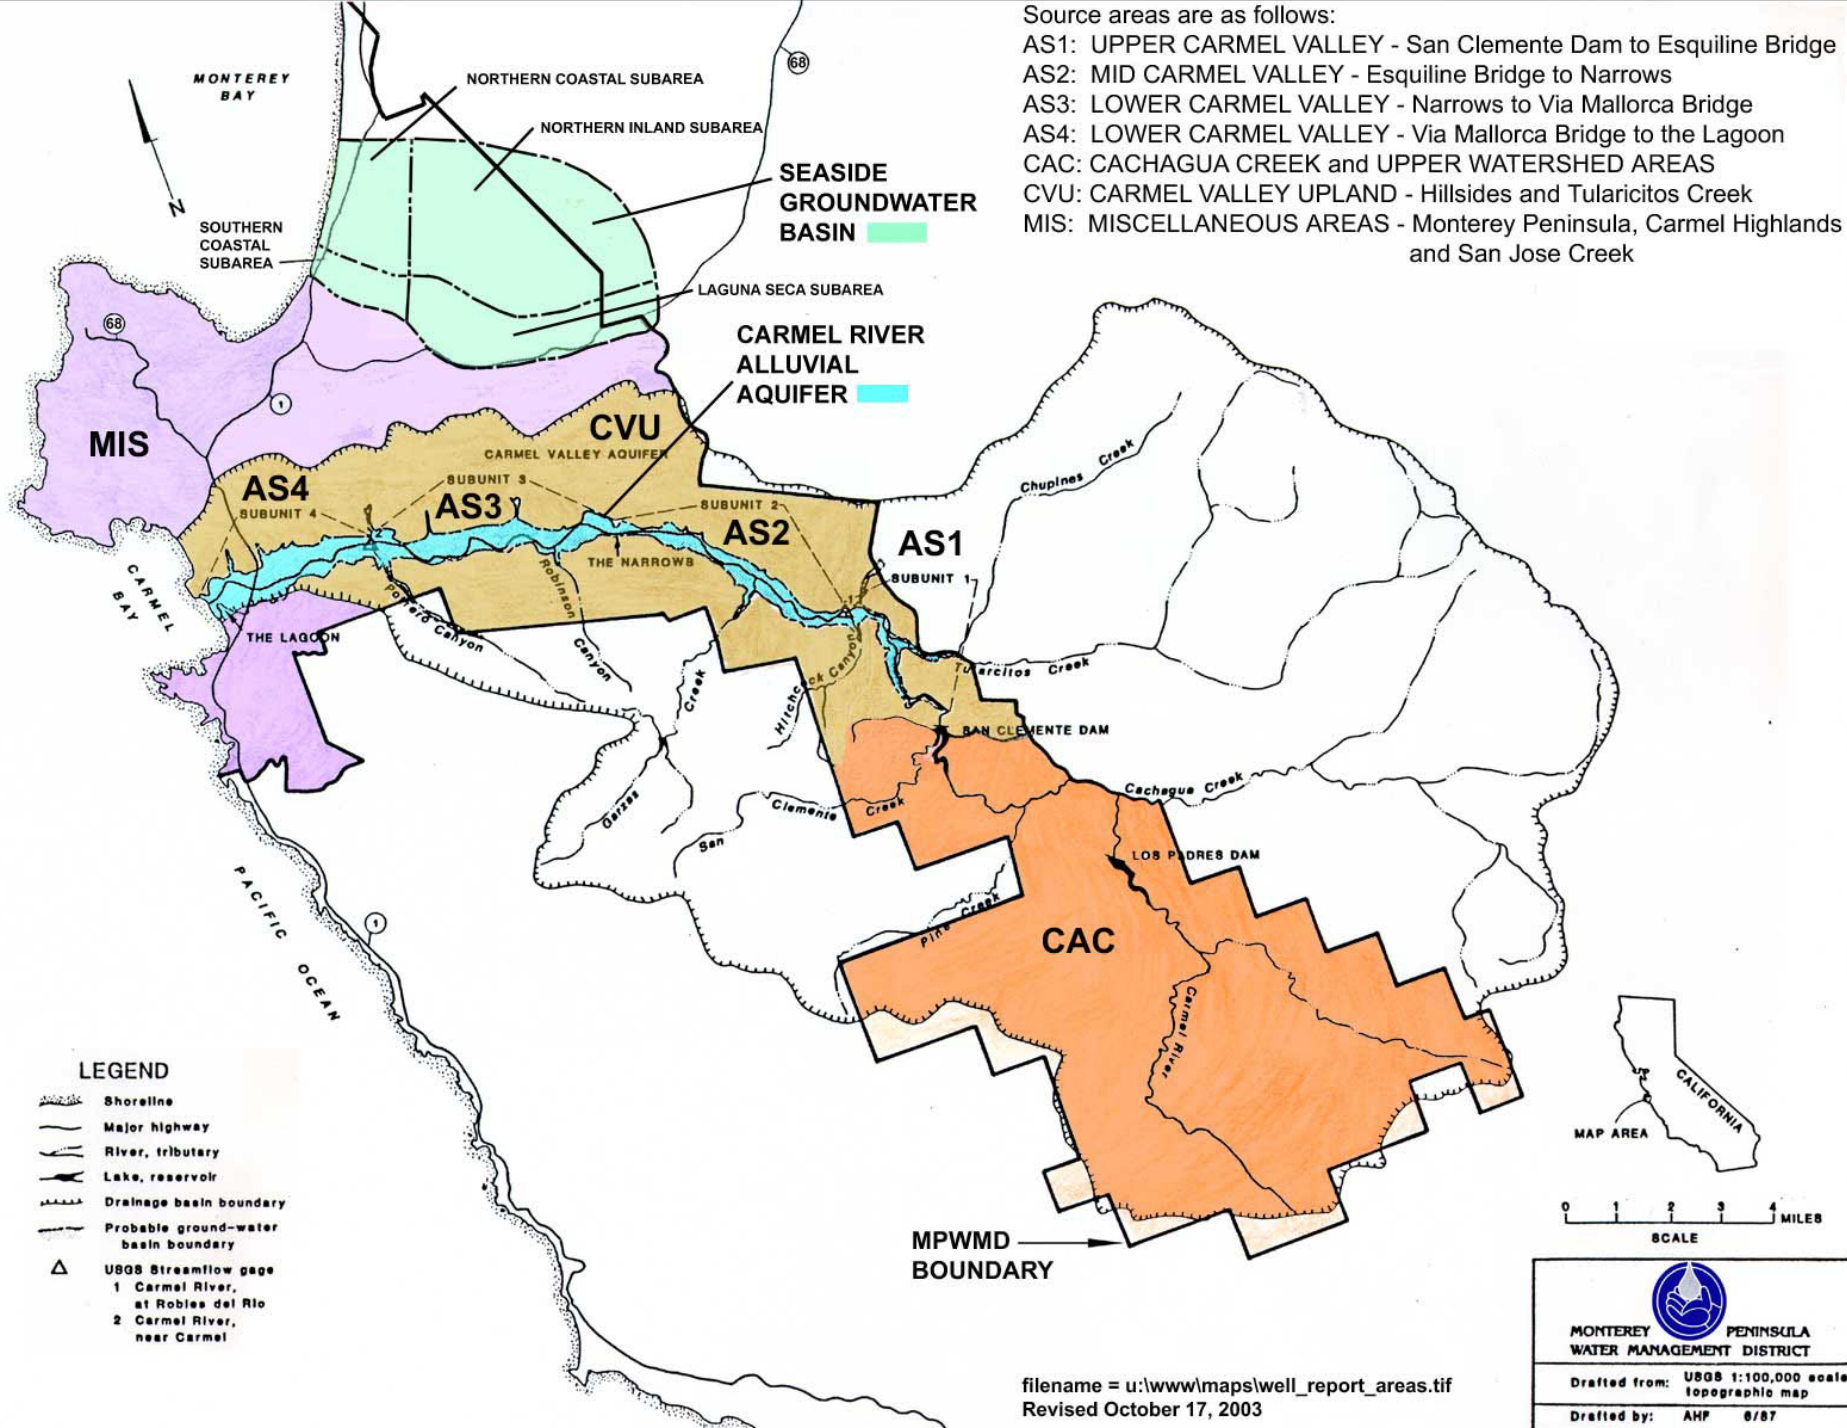 Source areas are as follows:
AS1: UPPER CARMEL VALLEY - San Clemente Dam to Esquiline Bridge
AS2: MID CARMEL VALLEY - Esquiline Bridge to Narrows
AS3: LOWER CARMEL VALLEY - Narrows to Via Mallorca Bridge
AS4: LOWER CARMEL VALLEY - Via Mallorca Bridge to the Lagoon
CAC: CACHAGUA CREEK and UPPER WATERSHED AREAS
CVU: CARMEL VALLEY UPLAND - Hillsides and Tularicitos Creek
MIS: MISCELLANEOUS AREAS - Monterey Peninsula, Carmel Highlands
and San Jose Creek
MONTEREY
BAY
N
68
NORTHERN COASTAL SUBAREA
NORTHERN INLAND SUBAREA
SEASIDE
GROUNDWATER
BASIN
SOUTHERN
COASTAL
SUBAREA
LAGUNA SECA SUBAREA
CARMEL RIVER
ALLUVIAL
AQUIFER
68
1
MIS
CVU
CARMEL VALLEY AQUIFER
AS4
SUBUNIT 4
SUBUNIT 3
AS3
SUBUNIT 2
AS2
AS1
SUBUNIT 1
THE NARROWS
2
1
Chupines Creek
CARMEL
BAY
THE LAGOON
Potrero Canyon
Robinson Canyon
Creek
Hitchcock Canyon
Tularcitos Creek
SAN CLEMENTE DAM
Garzas
San Clemente Creek
Cachagua Creek
LOS PADRES DAM
Pine Creek
CAC
Carmel River
PACIFIC OCEAN
1
MPWMD
BOUNDARY
LEGEND
Shoreline
Major highway
River, tributary
Lake, reservoir
Drainage basin boundary
Probable ground-water
basin boundary
USGS Streamflow gage
1 Carmel River,
at Robles del Rio
2 Carmel River,
near Carmel
CALIFORNIA
MAP AREA
0 1 2 3 4 MILES
SCALE
MONTEREY PENINSULA
WATER MANAGEMENT DISTRICT
Drafted from: USGS 1:100,000 scale
topographic map
Drafted by: AHP 6/87
filename = u:\www\maps\well_report_areas.tif
Revised October 17, 2003